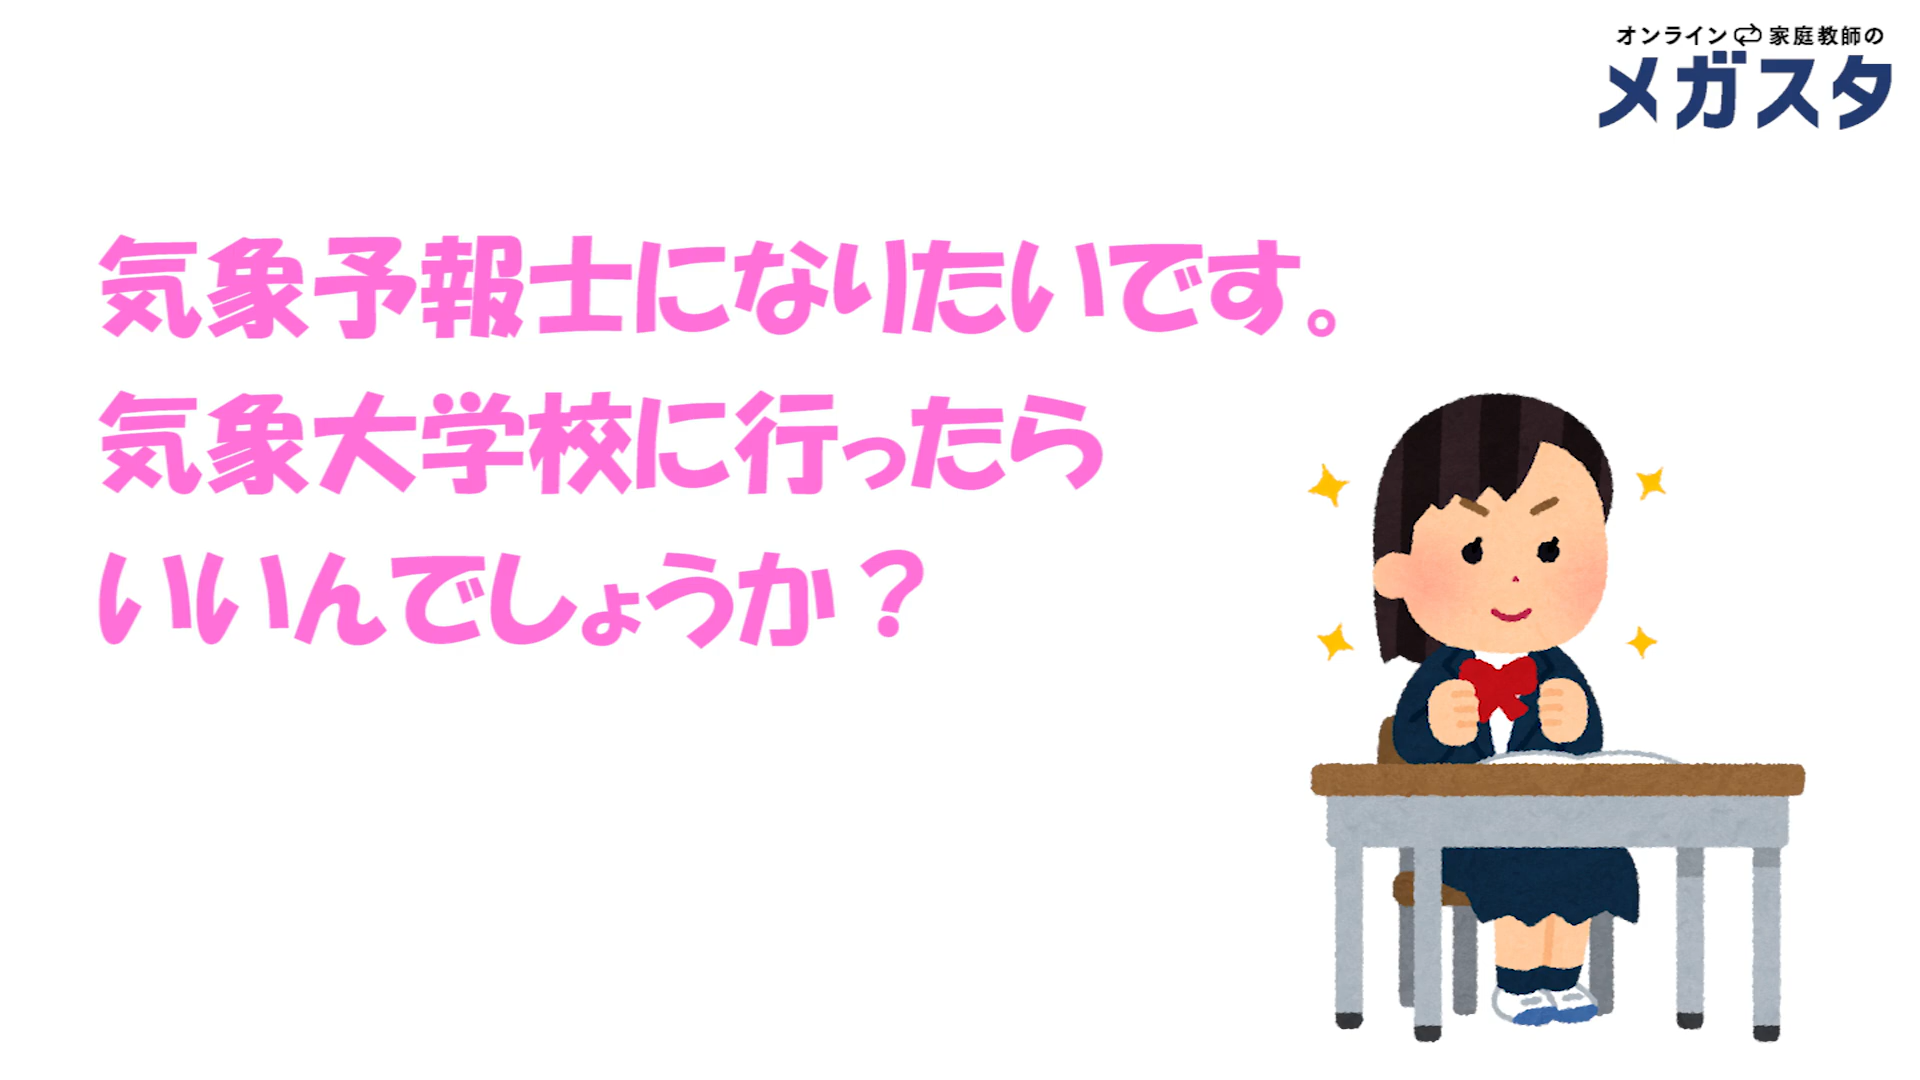 オンライン家庭教師の
メガスタ
気象予報士になりたいです。
気象大学校に行ったら
いいんでしょうか？